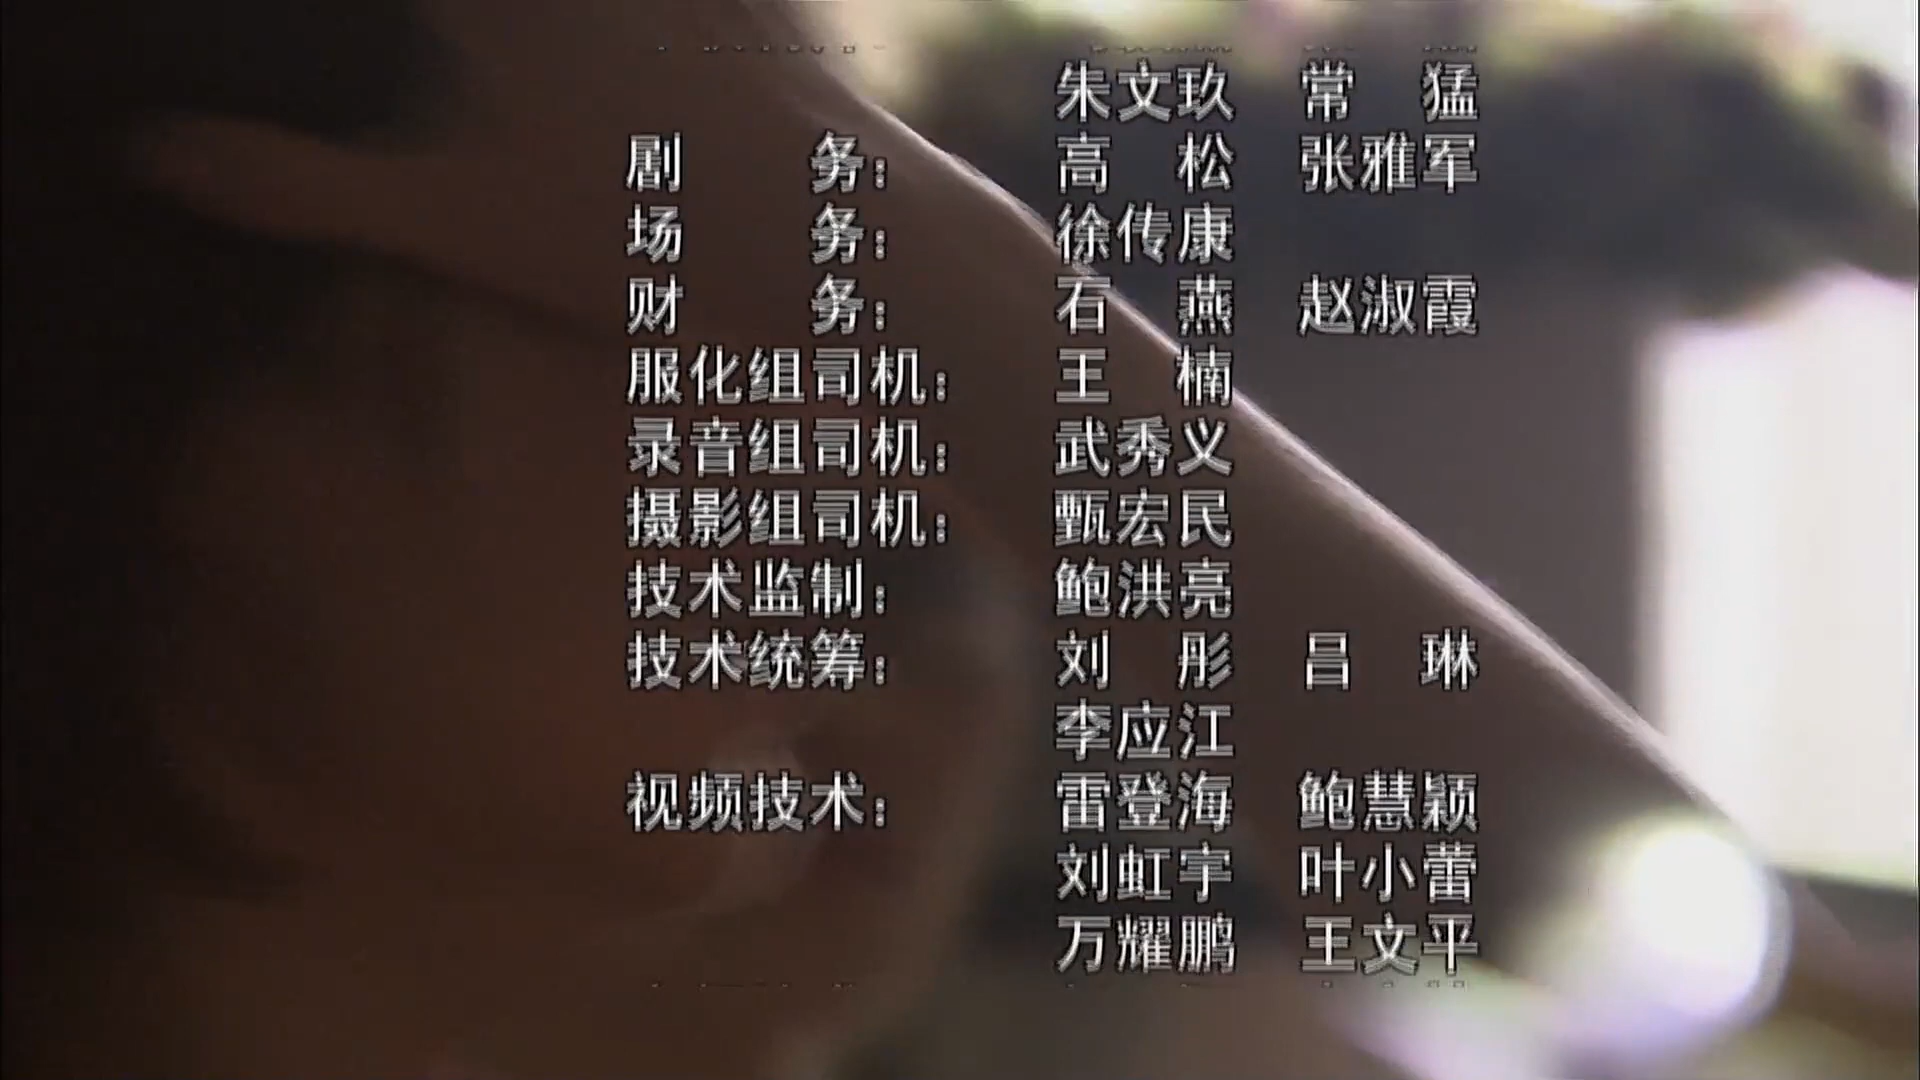 朱文玖 常猛
剧务: 高松 张雅军
场务: 徐传康
财务: 石燕 赵淑霞
服化组司机: 王楠
录音组司机: 武秀义
摄影组司机: 甄宏民
技术监制: 鲍洪亮
技术统筹: 刘彤 吕琳
李应江
视频技术: 雷登海 鲍慧颖
刘虹宇 叶小蕾
万耀鹏 王文平